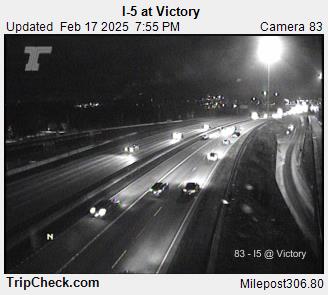 I-5 at Victory
Updated Feb 17 2025 7:55 PM Camera 83
T
N
83 - I5 @ Victory
TripCheck.com Milepost306.80